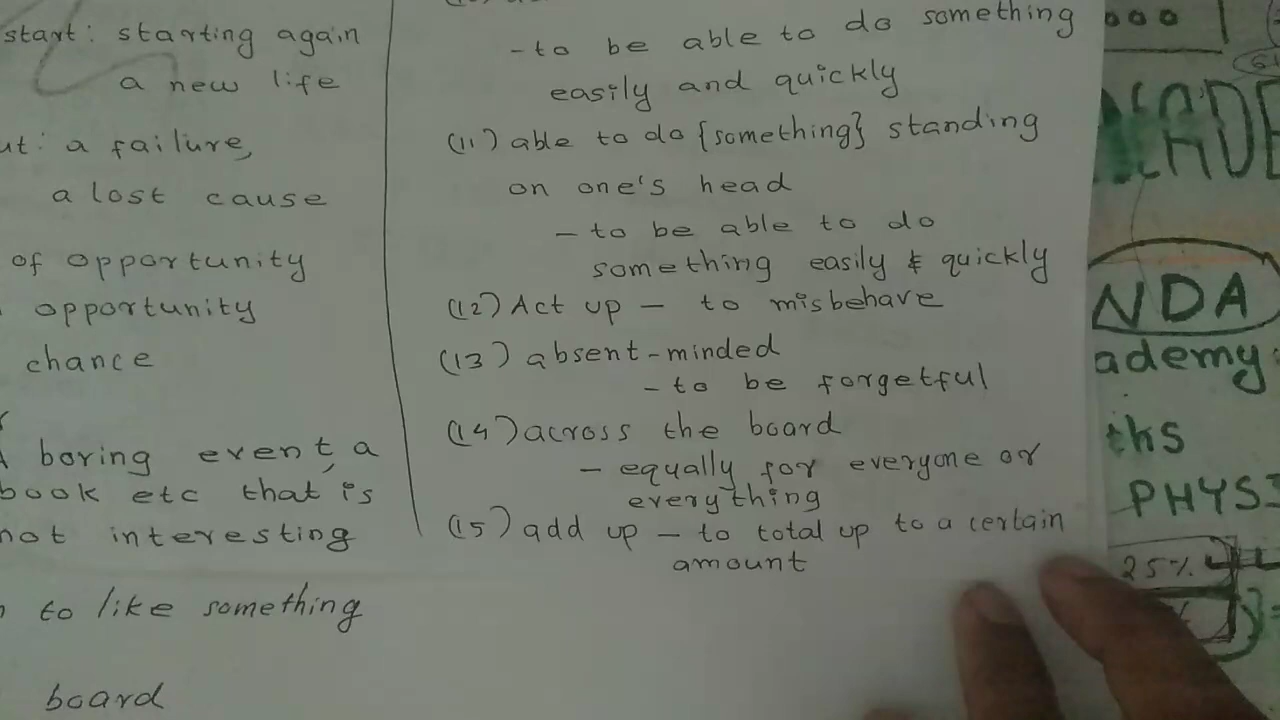 start: starting again
a new life
a failure,
a lost cause
of opportunity
opportunity
chance
boring event, a
book etc that is
not interesting
to like something
board
- to be able to do something
easily and quickly
(11) able to do {something} standing
on one's head
- to be able to do
something easily & quickly
(12) Act up - to misbehave
(13) absent-minded
- to be forgetful
(14) across the board
- equally for everyone or
everything
(15) add up - to total up to a certain
amount
NDA
ademy
ths
PHYSI
25%